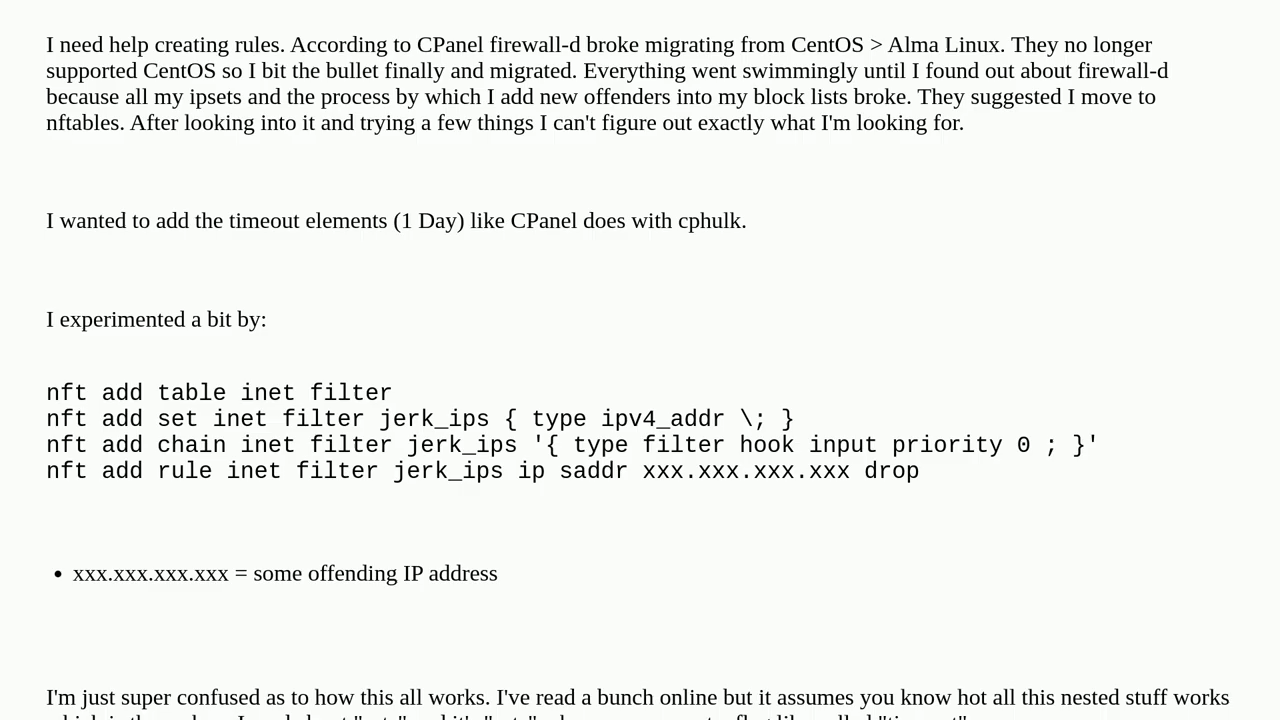 I need help creating rules. According to CPanel firewall-d broke migrating from CentOS > Alma Linux. They no longer
supported CentOS so I bit the bullet finally and migrated. Everything went swimmingly until I found out about firewall-d
because all my ipsets and the process by which I add new offenders into my block lists broke. They suggested I move to
nftables. After looking into it and trying a few things I can't figure out exactly what I'm looking for.
I wanted to add the timeout elements (1 Day) like CPanel does with cphulk.
I experimented a bit by:
nft add table inet filter
nft add set inet filter jerk_ips { type ipv4_addr \; }
nft add chain inet filter jerk_ips '{ type filter hook input priority 0 ; }'
nft add rule inet filter jerk_ips ip saddr xxx.xxx.xxx.xxx drop
• xxx.xxx.xxx.xxx = some offending IP address
I'm just super confused as to how this all works. I've read a bunch online but it assumes you know hot all this nested stuff works